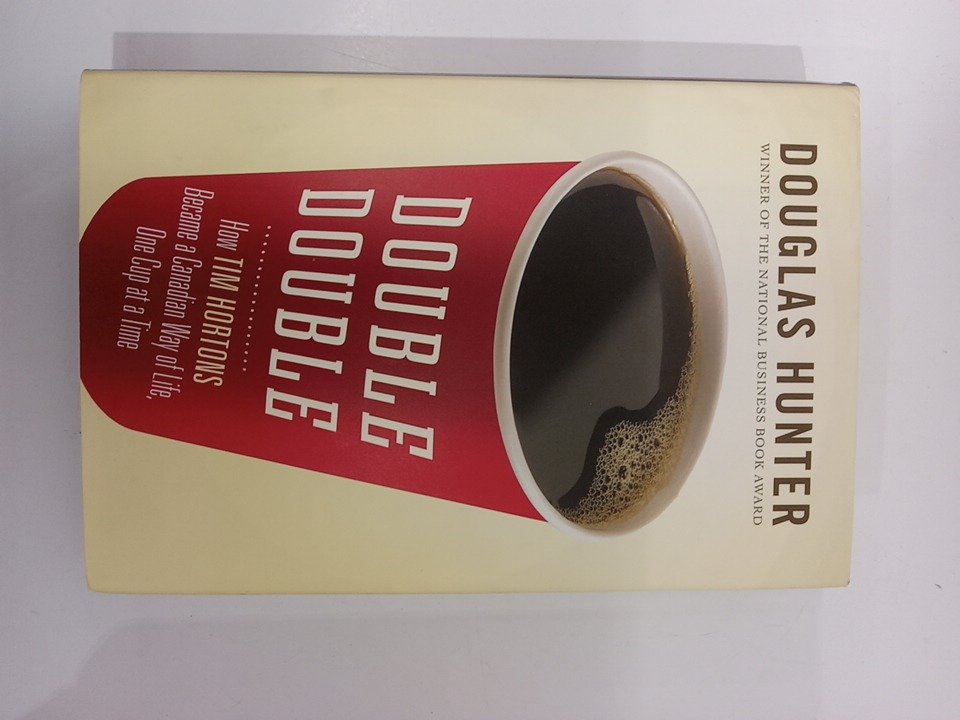 DOUGLAS HUNTER
WINNER OF THE NATIONAL BUSINESS BOOK AWARD
DOUBLE
DOUBLE
How TIM HORTONS
Became a Canadian Way of Life,
One Cup at a Time